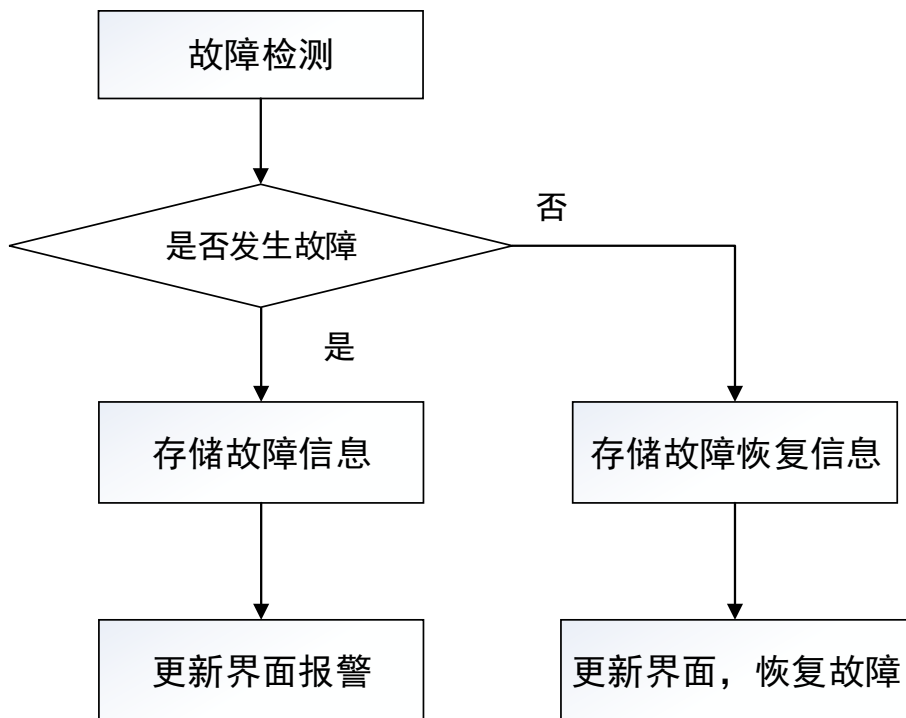 故障检测
否
是否发生故障
是
存储故障信息
存储故障恢复信息
更新界面报警
更新界面，恢复故障